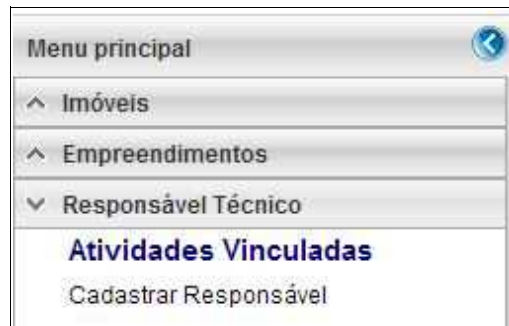 Menu principal
Imóveis
Empreendimentos
Responsável Técnico
Atividades Vinculadas
Cadastrar Responsável